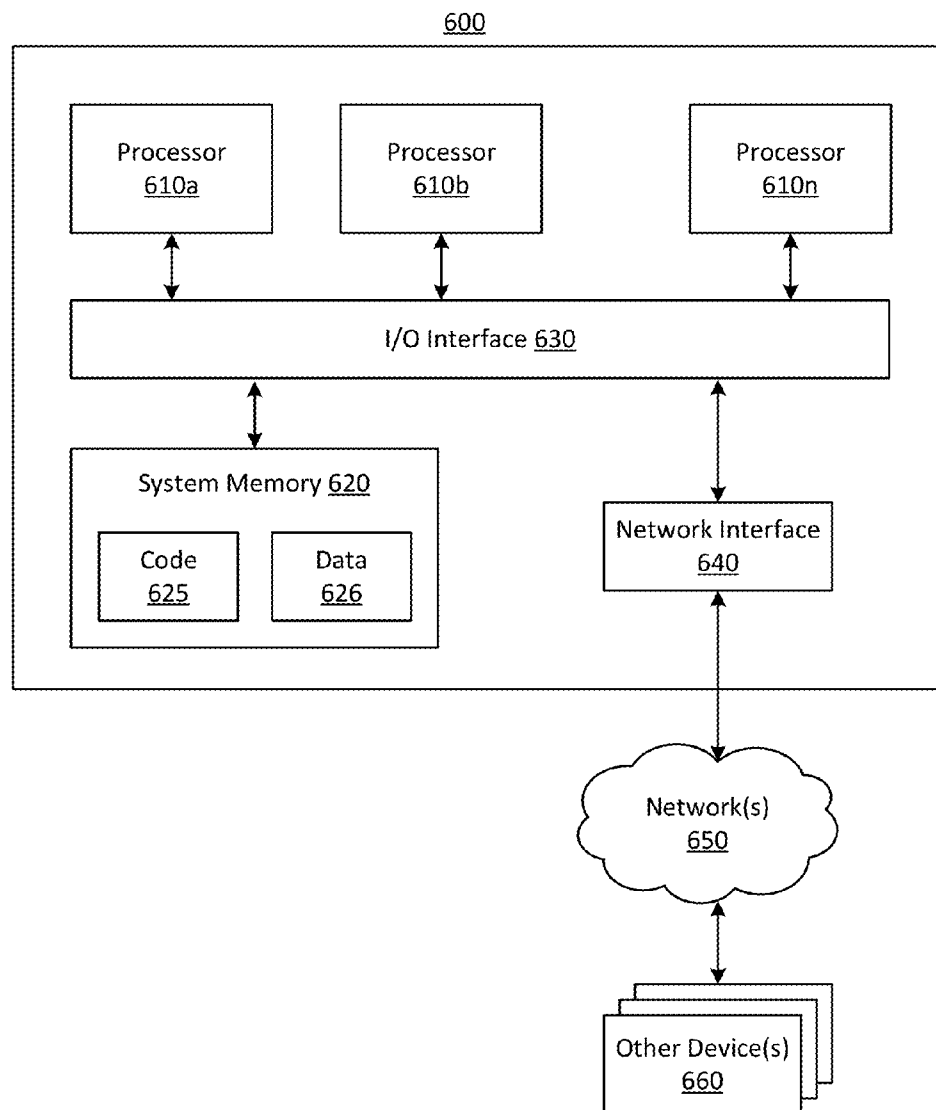 600
Processor
610a
Processor
610b
Processor
610n
I/O Interface 630
System Memory 620
Code
625
Data
626
Network Interface
640
Network(s)
650
Other Device(s)
660